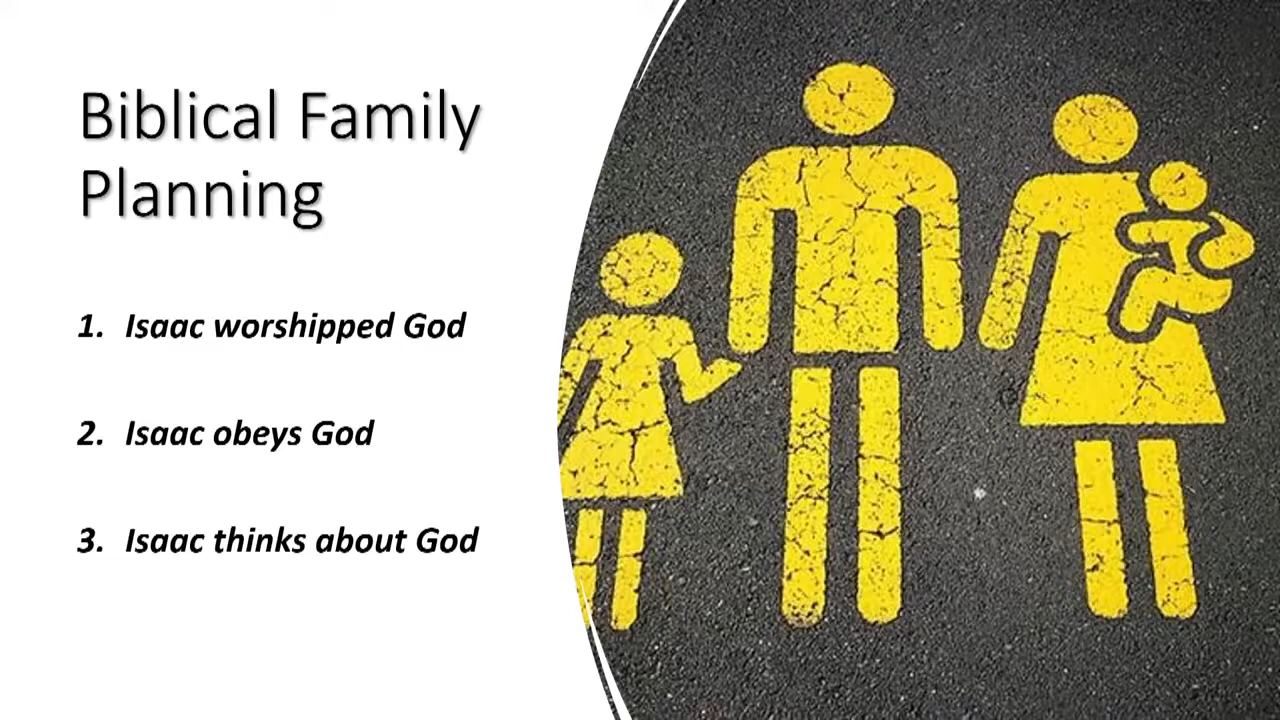 Biblical Family
Planning
1. Isaac worshipped God
2. Isaac obeys God
3. Isaac thinks about God